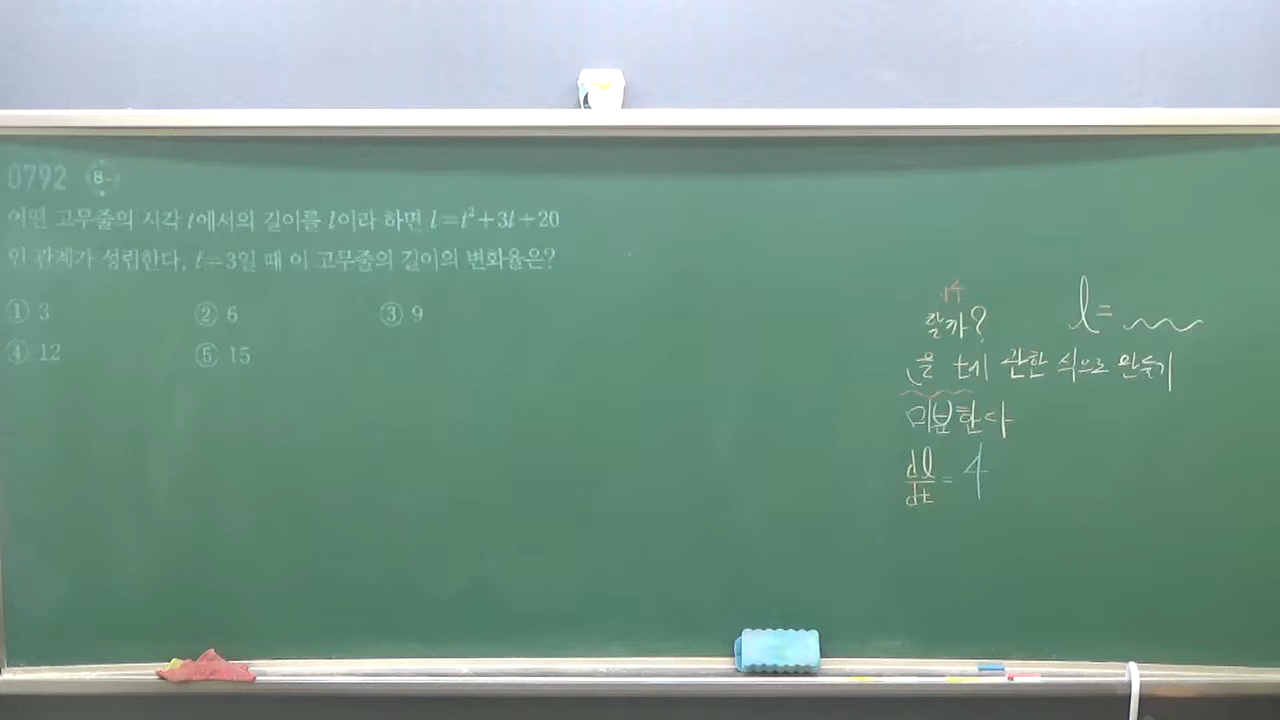 0792 B
어떤 고무줄의 시각 t에서의 길이를 l이라 하면 l=t²+3t+20
인 관계가 성립한다. t=3일 때 이 고무줄의 길이의 변화율은?
① 3 ② 6 ③ 9
④ 12 ⑤ 15
할까? l=
을 t에 관한 식으로 만들기
미분한다
dl/dt = 4